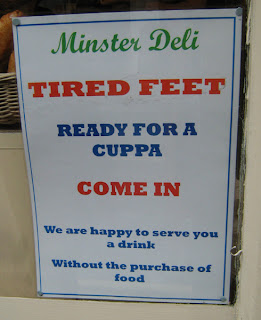 Minster Deli
TIRED FEET
READY FOR A
CUPPA
COME IN
We are happy to serve you
a drink
Without the purchase of
food